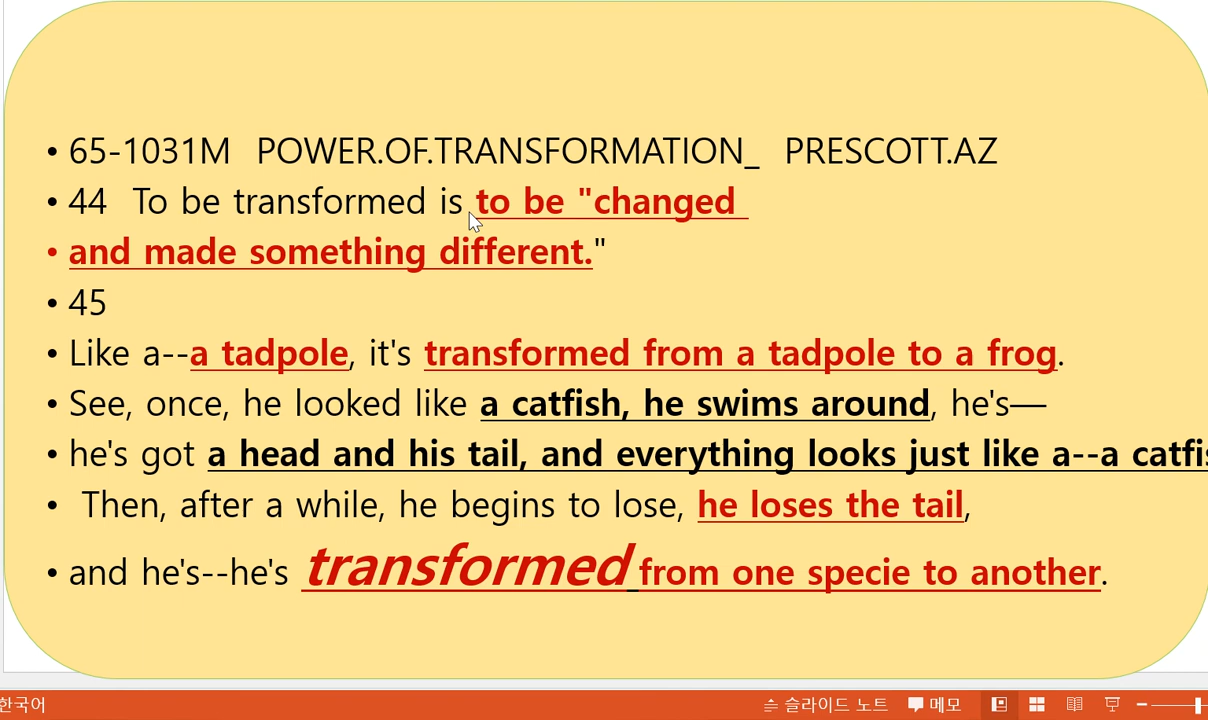 • 65-1031M POWER.OF.TRANSFORMATION_ PRESCOTT.AZ
• 44 To be transformed is to be "changed
• and made something different."
• 45
• Like a--a tadpole, it's transformed from a tadpole to a frog.
• See, once, he looked like a catfish, he swims around, he's—
• he's got a head and his tail, and everything looks just like a--a
• Then, after a while, he begins to lose, he loses the tail,
• and he's--he's transformed from one specie to another.
한국어 슬라이드 노트 메모